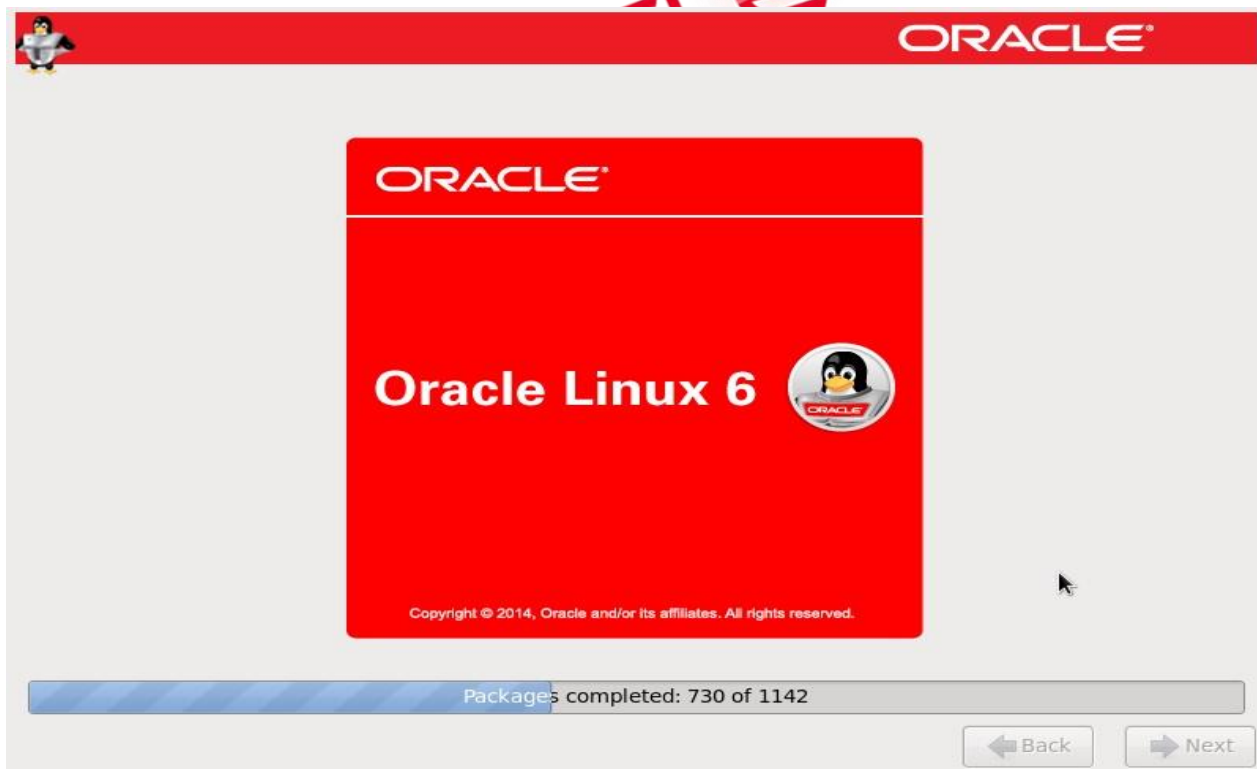 ORACLE®
ORACLE®
Oracle Linux 6
ORACLE
Copyright © 2014, Oracle and/or its affiliates. All rights reserved.
Packages completed: 730 of 1142
Back
Next